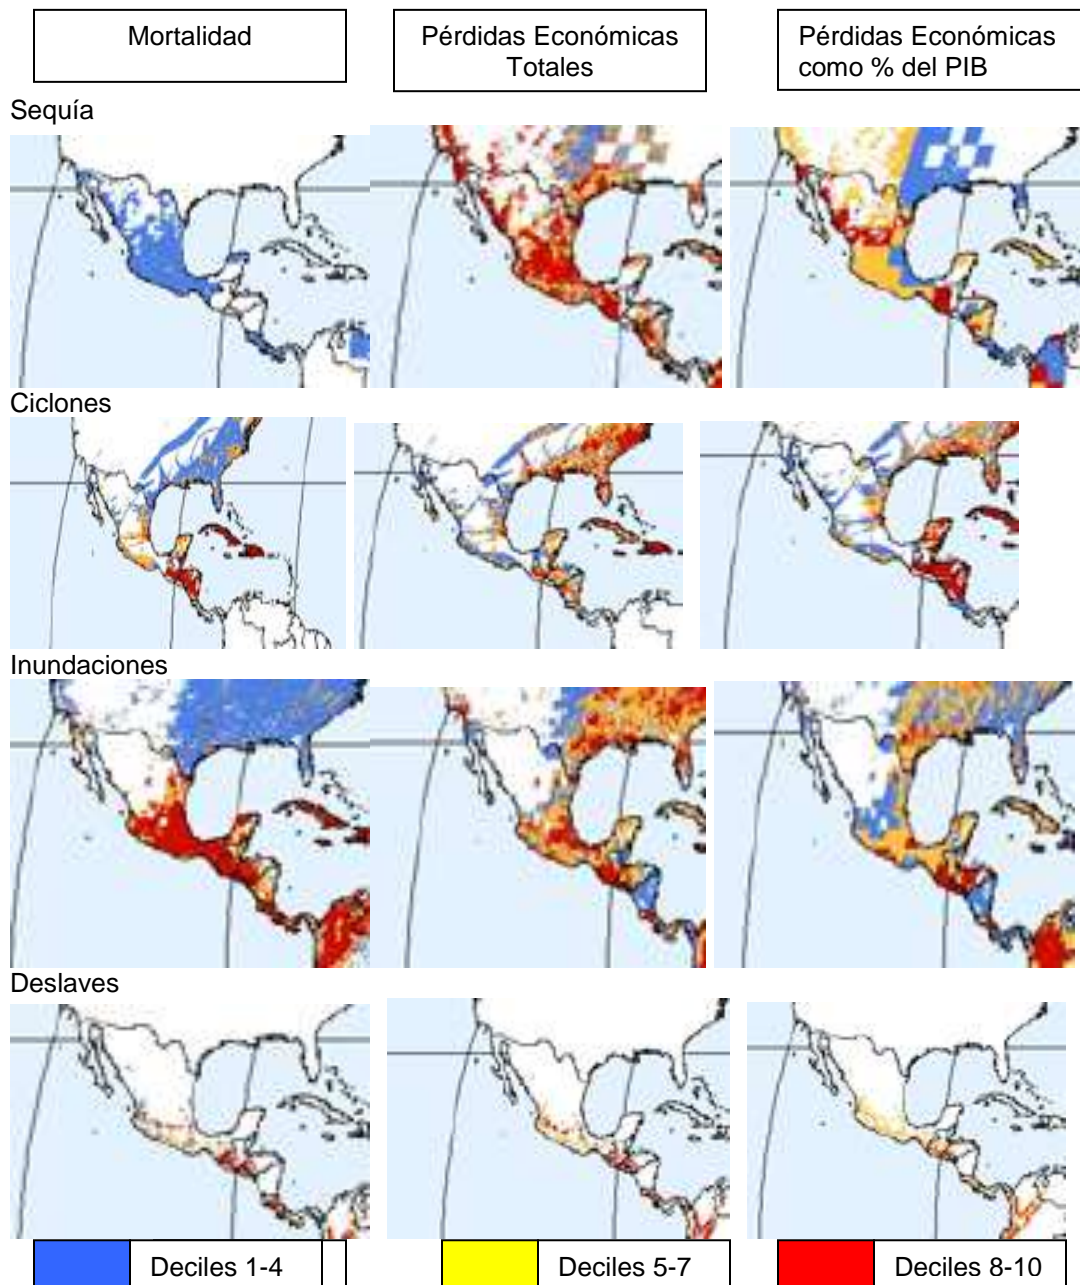 Mortalidad
Pérdidas Económicas
Totales
Pérdidas Económicas
como % del PIB
Sequía
Ciclones
Inundaciones
Deslaves
Deciles 1-4
Deciles 5-7
Deciles 8-10